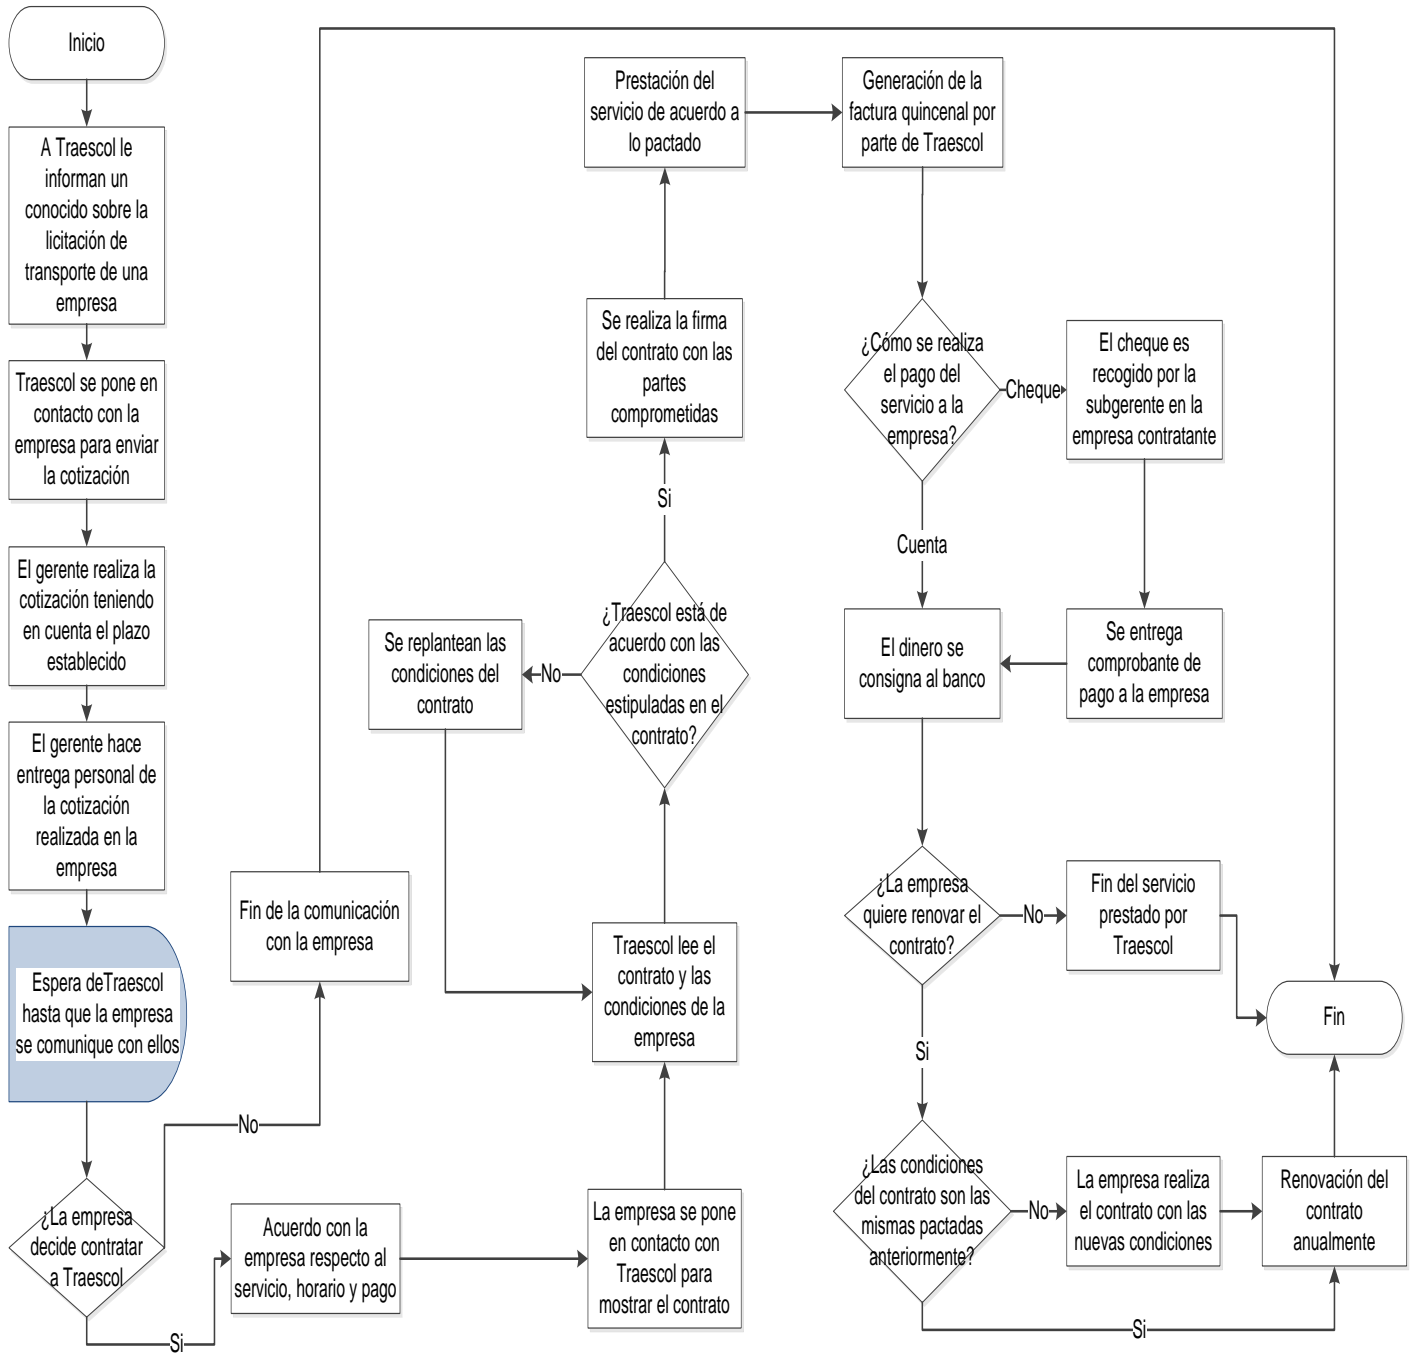 Inicio
A Traescol le
informan un
conocido sobre la
licitación de
transporte de una
empresa
Traescol se pone en
contacto con la
empresa para enviar
la cotización
El gerente realiza la
cotización teniendo
en cuenta el plazo
establecido
El gerente hace
entrega personal de
la cotización
realizada en la
empresa
Espera deTraescol
hasta que la empresa
se comunique con ellos
¿La empresa
decide contratar
a Traescol
No
Fin de la comunicación
con la empresa
Si
Acuerdo con la
empresa respecto al
servicio, horario y pago
La empresa se pone
en contacto con
Traescol para
mostrar el contrato
Traescol lee el
contrato y las
condiciones de la
empresa
¿Traescol está de
acuerdo con las
condiciones
estipuladas en el
contrato?
No
Se replantean las
condiciones del
contrato
Si
Se realiza la firma
del contrato con las
partes
comprometidas
Prestación del
servicio de acuerdo a
lo pactado
Generación de la
factura quincenal por
parte de Traescol
¿Cómo se realiza
el pago del
servicio a la
empresa?
Cheque
El cheque es
recogido por la
subgerente en la
empresa contratante
Se entrega
comprobante de
pago a la empresa
Cuenta
El dinero se
consigna al banco
¿La empresa
quiere renovar el
contrato?
No
Fin del servicio
prestado por
Traescol
Si
¿Las condiciones
del contrato son las
mismas pactadas
anteriormente?
No
La empresa realiza
el contrato con las
nuevas condiciones
Si
Renovación del
contrato
anualmente
Fin